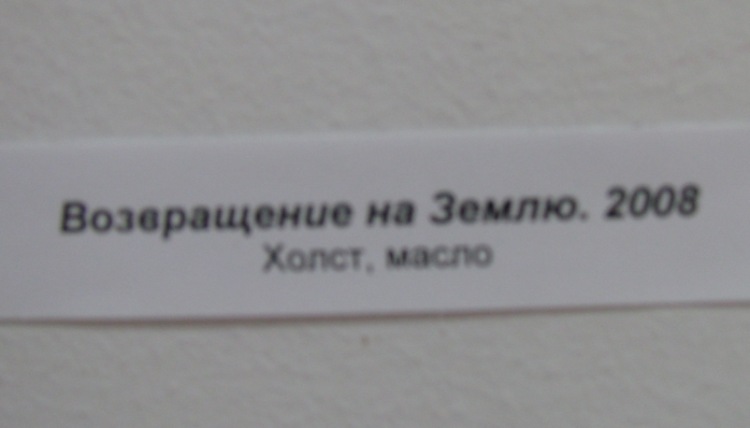 Возвращение на Землю. 2008
Холст, масло